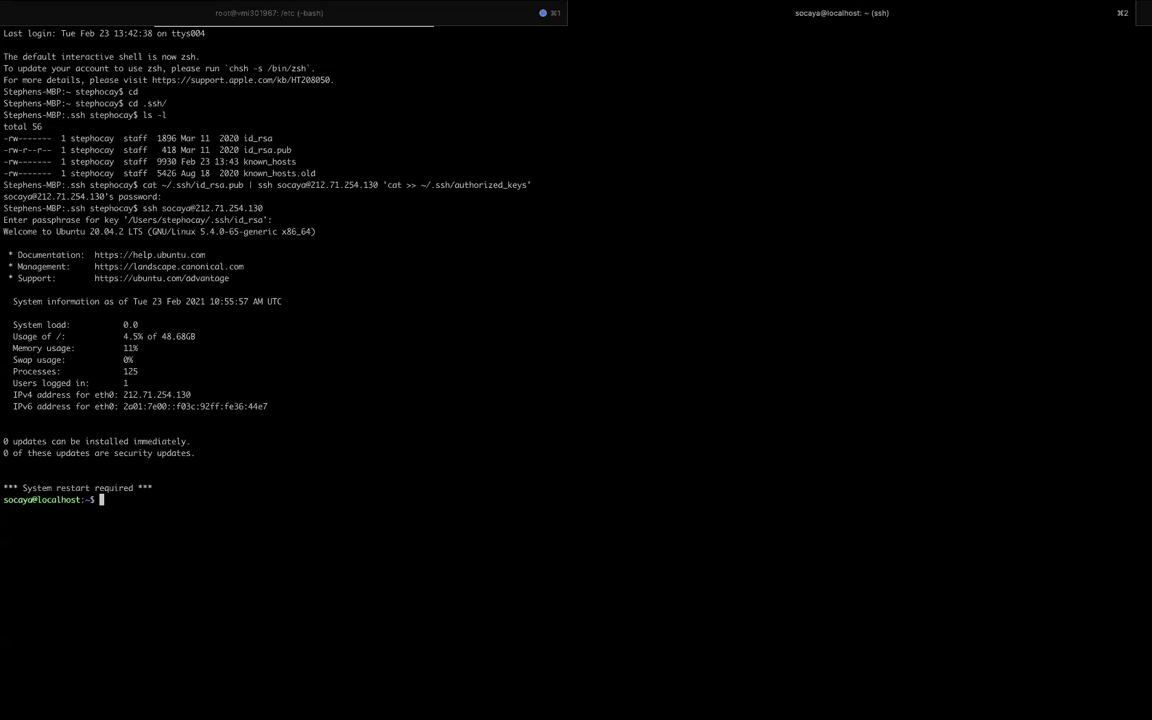 root@vmi301967: /etc (-bash)
⌘1
socaya@localhost: ~ (ssh)
⌘2
Last login: Tue Feb 23 13:42:38 on ttys004
The default interactive shell is now zsh.
To update your account to use zsh, please run `chsh -s /bin/zsh`.
For more details, please visit https://support.apple.com/kb/HT208050.
Stephens-MBP:~ stephocay$ cd
Stephens-MBP:~ stephocay$ cd .ssh/
Stephens-MBP:.ssh stephocay$ ls -l
total 56
-rw-------  1 stephocay  staff  1896 Mar 11  2020 id_rsa
-rw-r--r--  1 stephocay  staff   418 Mar 11  2020 id_rsa.pub
-rw-------  1 stephocay  staff  9930 Feb 23 13:43 known_hosts
-rw-------  1 stephocay  staff  5426 Aug 18  2020 known_hosts.old
Stephens-MBP:.ssh stephocay$ cat ~/.ssh/id_rsa.pub | ssh socaya@212.71.254.130 'cat >> ~/.ssh/authorized_keys'
socaya@212.71.254.130's password:
Stephens-MBP:.ssh stephocay$ ssh socaya@212.71.254.130
Enter passphrase for key '/Users/stephocay/.ssh/id_rsa':
Welcome to Ubuntu 20.04.2 LTS (GNU/Linux 5.4.0-65-generic x86_64)
* Documentation:  https://help.ubuntu.com
* Management:     https://landscape.canonical.com
* Support:        https://ubuntu.com/advantage
System information as of Tue 23 Feb 2021 10:55:57 AM UTC
System load:           0.0
Usage of /:            4.5% of 48.68GB
Memory usage:          11%
Swap usage:            0%
Processes:             125
Users logged in:       1
IPv4 address for eth0: 212.71.254.130
IPv6 address for eth0: 2a01:7e00::f03c:92ff:fe36:44e7
0 updates can be installed immediately.
0 of these updates are security updates.
*** System restart required ***
socaya@localhost:~$